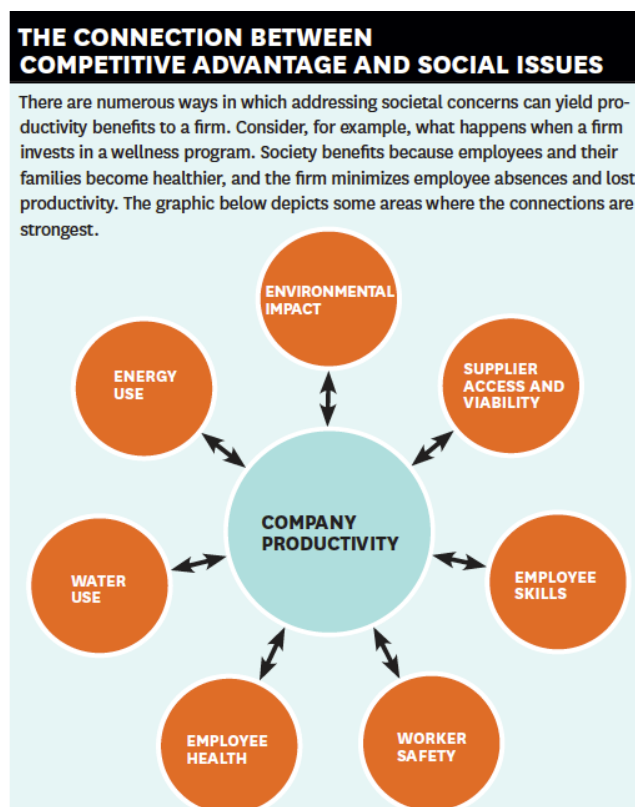 THE CONNECTION BETWEEN
COMPETITIVE ADVANTAGE AND SOCIAL ISSUES
There are numerous ways in which addressing societal concerns can yield pro-
ductivity benefits to a firm. Consider, for example, what happens when a firm
invests in a wellness program. Society benefits because employees and their
families become healthier, and the firm minimizes employee absences and lost
productivity. The graphic below depicts some areas where the connections are
strongest.
ENVIRONMENTAL
IMPACT
SUPPLIER
ACCESS AND
VIABILITY
ENERGY
USE
COMPANY
PRODUCTIVITY
EMPLOYEE
SKILLS
WATER
USE
WORKER
SAFETY
EMPLOYEE
HEALTH